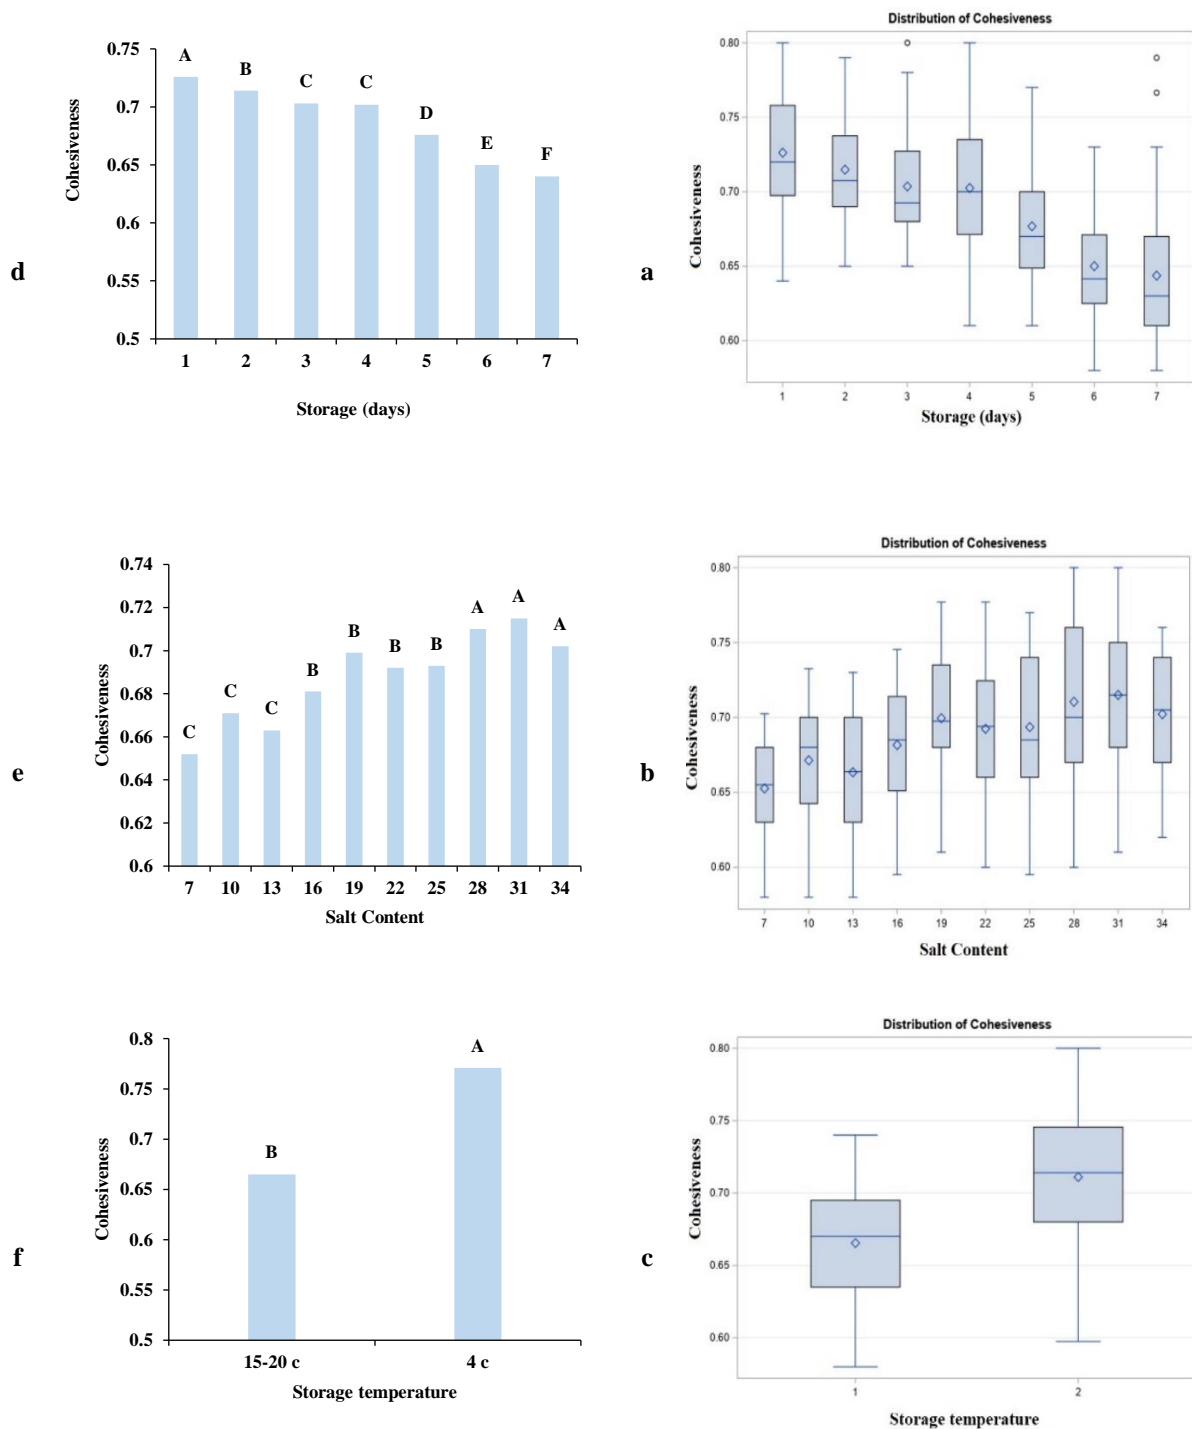 d
0.75
0.7
0.65
0.6
0.55
0.5
Cohesiveness
A
B
C
C
D
E
F
1 2 3 4 5 6 7
Storage (days)
a
Distribution of Cohesiveness
0.80
0.75
0.70
0.65
0.60
Cohesiveness
1 2 3 4 5 6 7
Storage (days)
e
0.74
0.72
0.7
0.68
0.66
0.64
0.62
0.6
Cohesiveness
C
C
C
B
B
B
B
A
A
A
7 10 13 16 19 22 25 28 31 34
Salt Content
b
Distribution of Cohesiveness
0.80
0.75
0.70
0.65
0.60
Cohesiveness
7 10 13 16 19 22 25 28 31 34
Salt Content
f
0.8
0.75
0.7
0.65
0.6
0.55
0.5
Cohesiveness
B
A
15-20 c 4 c
Storage temperature
c
Distribution of Cohesiveness
0.80
0.75
0.70
0.65
0.60
Cohesiveness
1 2
Storage temperature